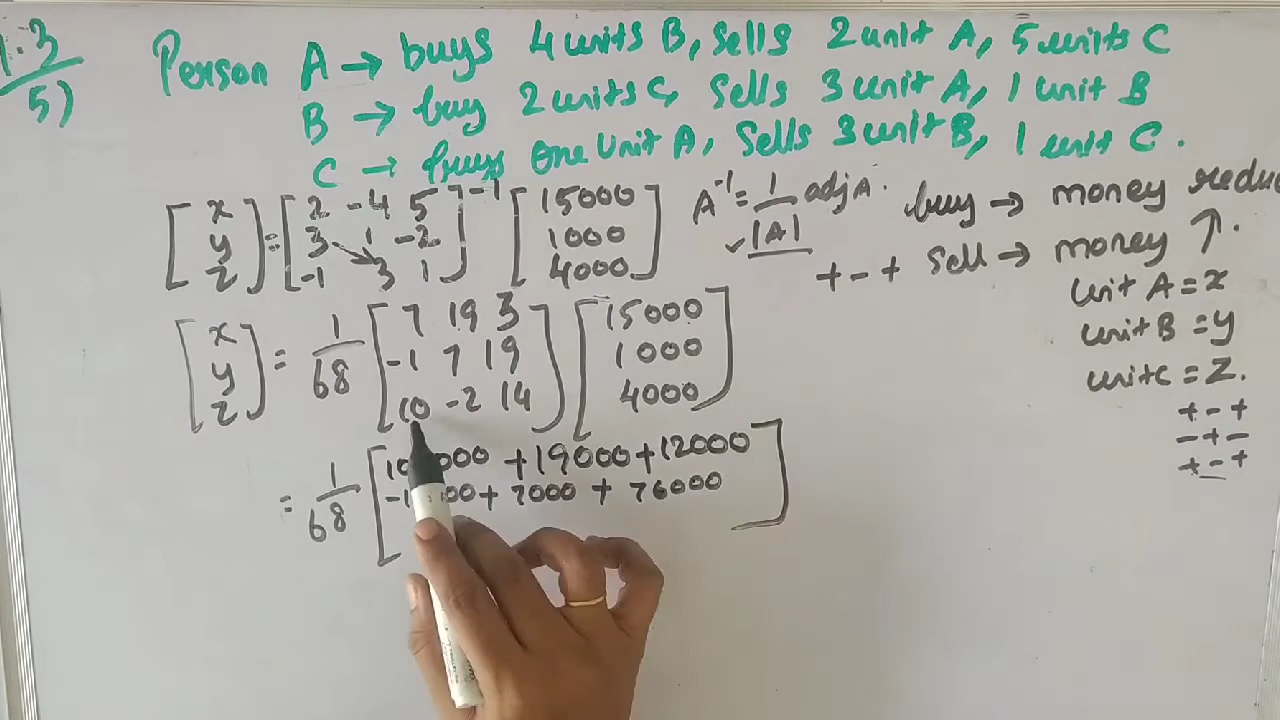 1.3
5)
Person A → buys 4 units B, sells 2 unit A, 5 units C
B → buy 2 units C, sells 3 unit A, 1 unit B
C → buys one unit A, sells 3 unit B, 1 unit C.
[x y z] = [2 -4 5
3 1 -2
-1 3 1]⁻¹ [15000
1000
4000]
A⁻¹ = 1/|A| adj A.
✓
buy → money redu
+ - + sell → money ↑.
unit A = x
unit B = y
unit C = z.
+ - +
- + -
+ - +
[x y z] = 1/68 [7 19 3
-1 7 19
10 -2 14] [15000
1000
4000]
= 1/68 [000 + 19000 + 12000
00 + 7000 + 76000]